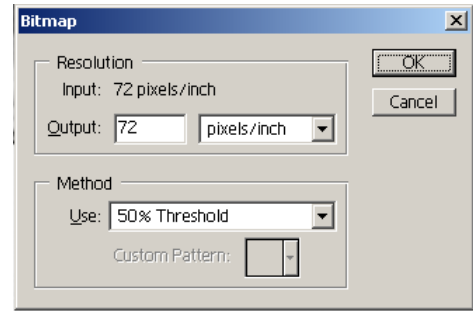 Bitmap
Resolution
Input: 72 pixels/inch
Output: 72 pixels/inch
Method
Use: 50% Threshold
Custom Pattern:
OK
Cancel